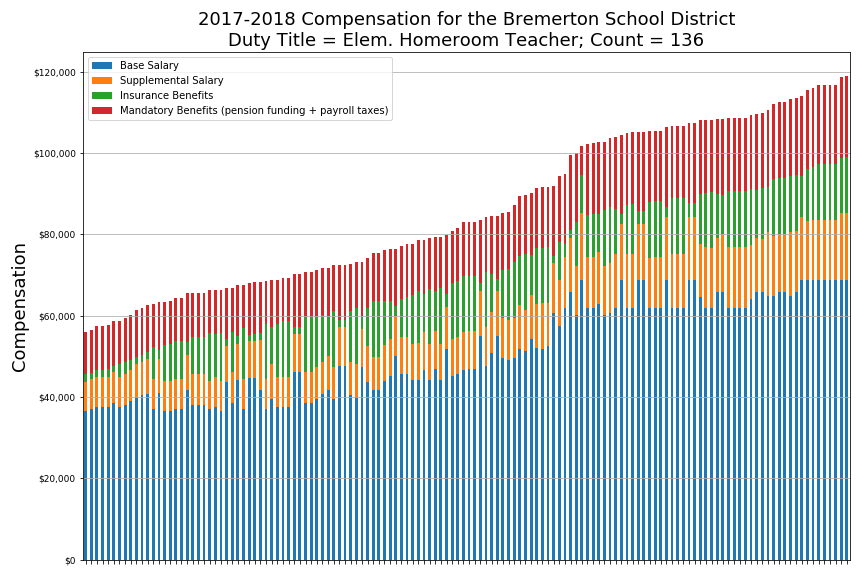 2017-2018 Compensation for the Bremerton School District
Duty Title = Elem. Homeroom Teacher; Count = 136
Base Salary
Supplemental Salary
Insurance Benefits
Mandatory Benefits (pension funding + payroll taxes)
Compensation
$120,000
$100,000
$80,000
$60,000
$40,000
$20,000
$0